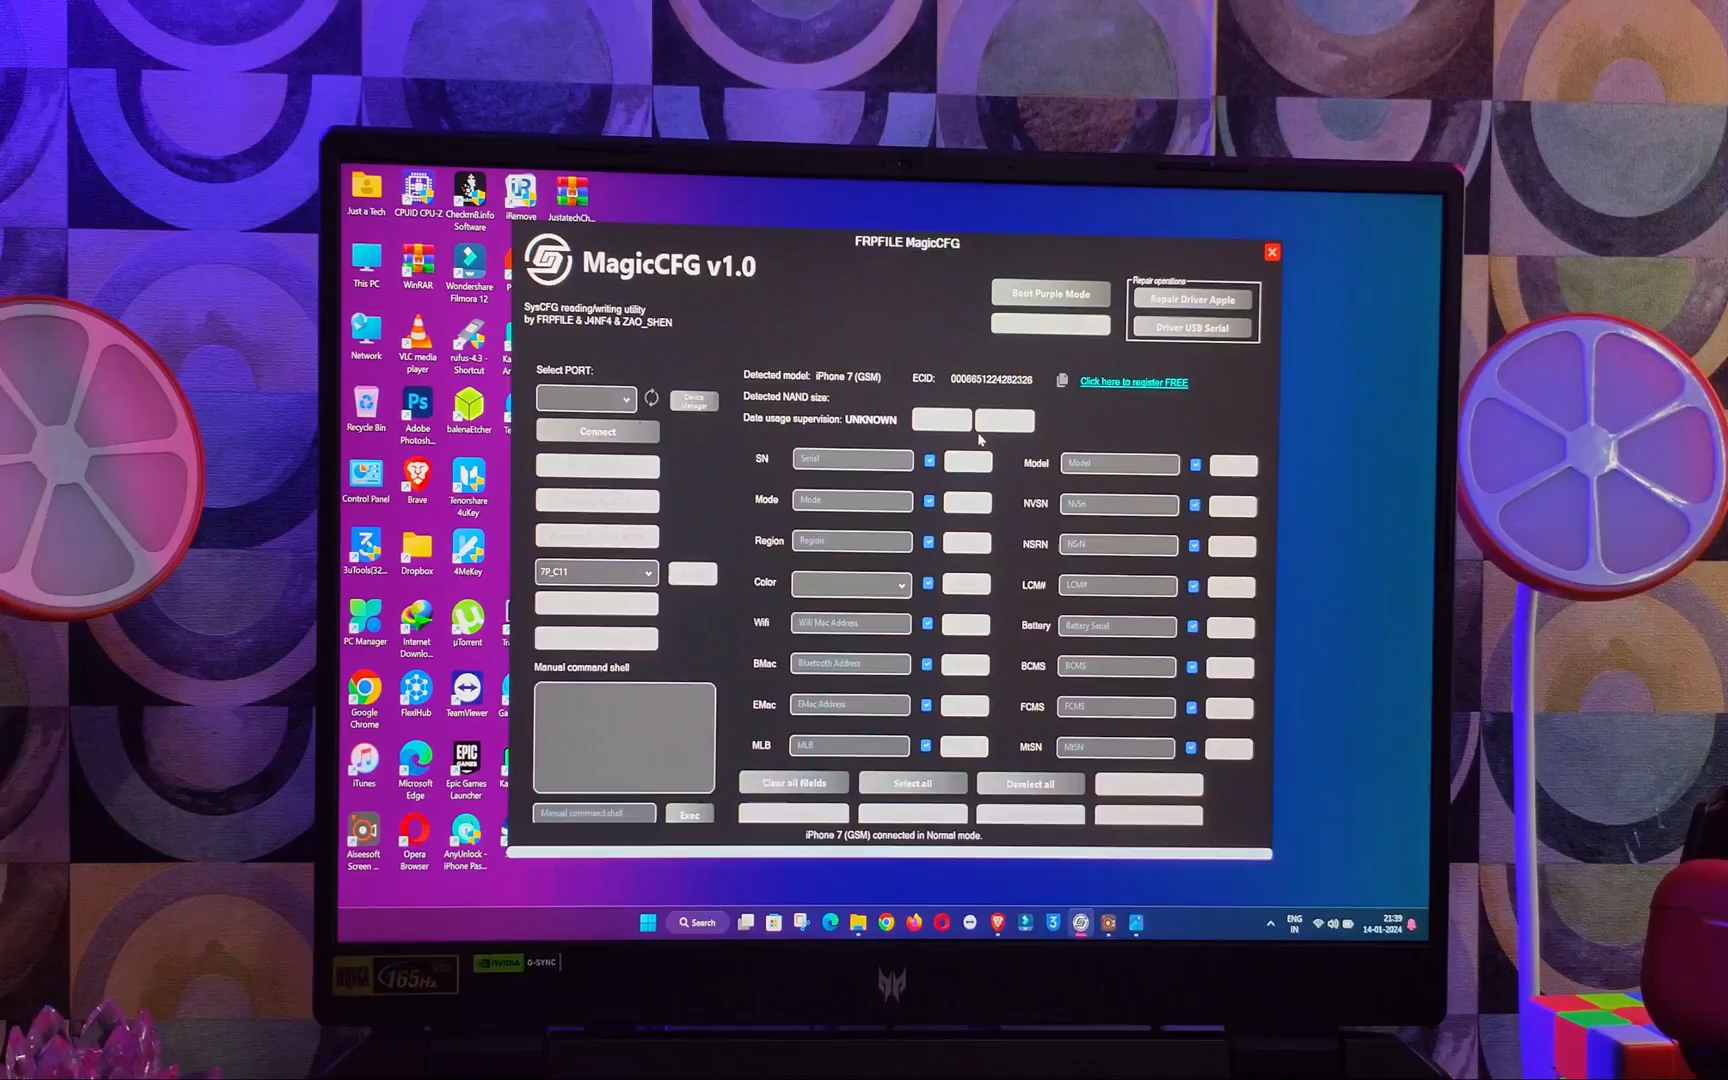 Just a Tech
CPUID CPU-Z
Checkm8.info
Software
iRemove
JustatechCh...
This PC
WinRAR
Wondershare
Filmora 12
Network
VLC media
player
rufus-4.3 -
Shortcut
Recycle Bin
Ps
Adobe
Photosh...
balenaEtcher
Control Panel
Brave
Tenorshare
4uKey
3uTools(32...
Dropbox
4MeKey
PC Manager
Internet
Downlo...
µTorrent
Google
Chrome
FlexiHub
TeamViewer
iTunes
Microsoft
Edge
EPIC
GAMES
Epic Games
Launcher
Aiseesoft
Screen ...
Opera
Browser
AnyUnlock -
iPhone Pas...
FRPFILE MagicCFG
MagicCFG v1.0
SysCFG reading/writing utility
by FRPFILE & J4NF4 & ZAO_SHEN
Boot Purple Mode
Repair operations
Repair Driver Apple
Driver USB Serial
Select PORT:
Device
Manager
Connect
7P_C11
Manual command shell
Manual command shell
Exec
Detected model: iPhone 7 (GSM)
ECID: 0006651224282326
Click here to register FREE
Detected NAND size:
Data usage supervision: UNKNOWN
SN Serial
Model Model
Mode Mode
NVSN NvSn
Region Region
NSRN NSrN
Color
LCM# LCM#
Wifi Wifi Mac Address
Battery Battery Serial
BMac Bluetooth Address
BCMS BCMS
EMac EMac Address
FCMS FCMS
MLB MLB
MtSN MtSN
Clear all fileds
Select all
Deselect all
iPhone 7 (GSM) connected in Normal mode.
Search
ENG
IN
21:39
14-01-2024
WQXGA
165Hz
NVIDIA
G-SYNC